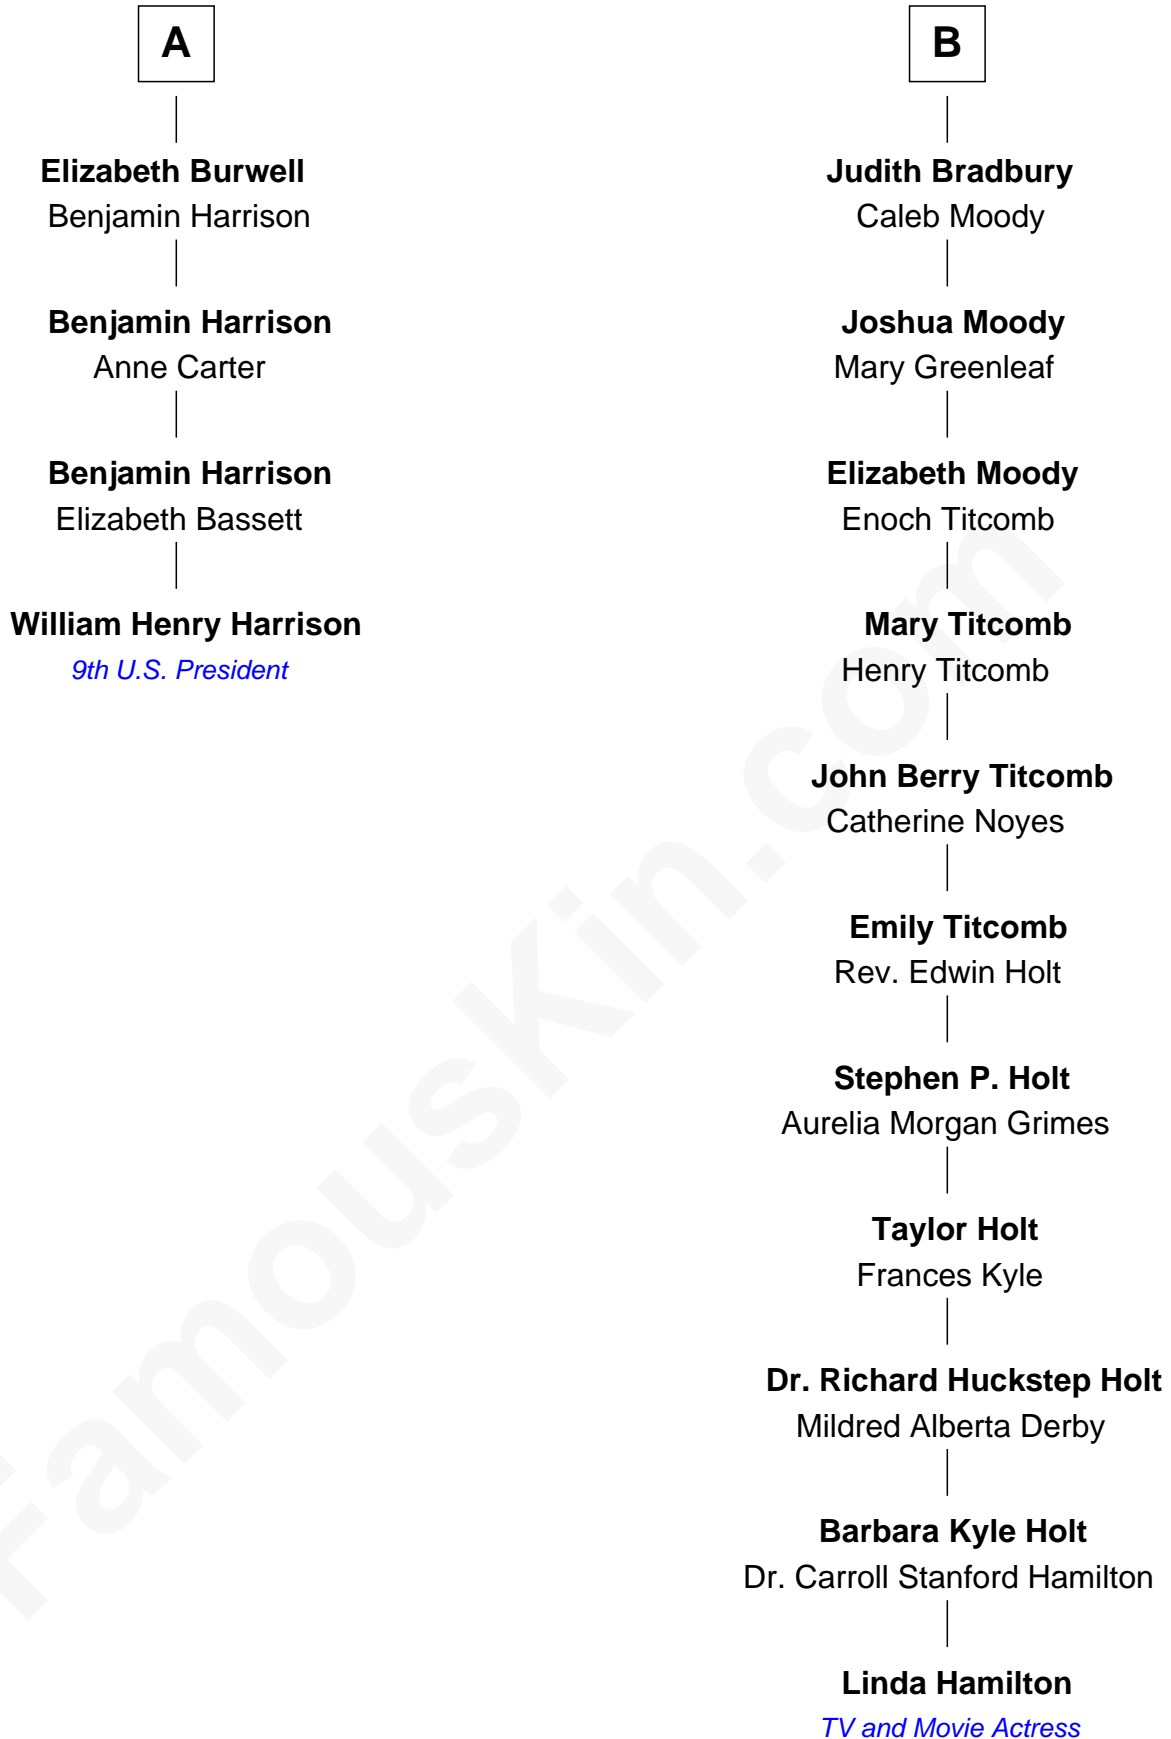 A
Elizabeth Burwell
Benjamin Harrison
Benjamin Harrison
Anne Carter
Benjamin Harrison
Elizabeth Bassett
William Henry Harrison
9th U.S. President
B
Judith Bradbury
Caleb Moody
Joshua Moody
Mary Greenleaf
Elizabeth Moody
Enoch Titcomb
Mary Titcomb
Henry Titcomb
John Berry Titcomb
Catherine Noyes
Emily Titcomb
Rev. Edwin Holt
Stephen P. Holt
Aurelia Morgan Grimes
Taylor Holt
Frances Kyle
Dr. Richard Huckstep Holt
Mildred Alberta Derby
Barbara Kyle Holt
Dr. Carroll Stanford Hamilton
Linda Hamilton
TV and Movie Actress
FamousKin.com